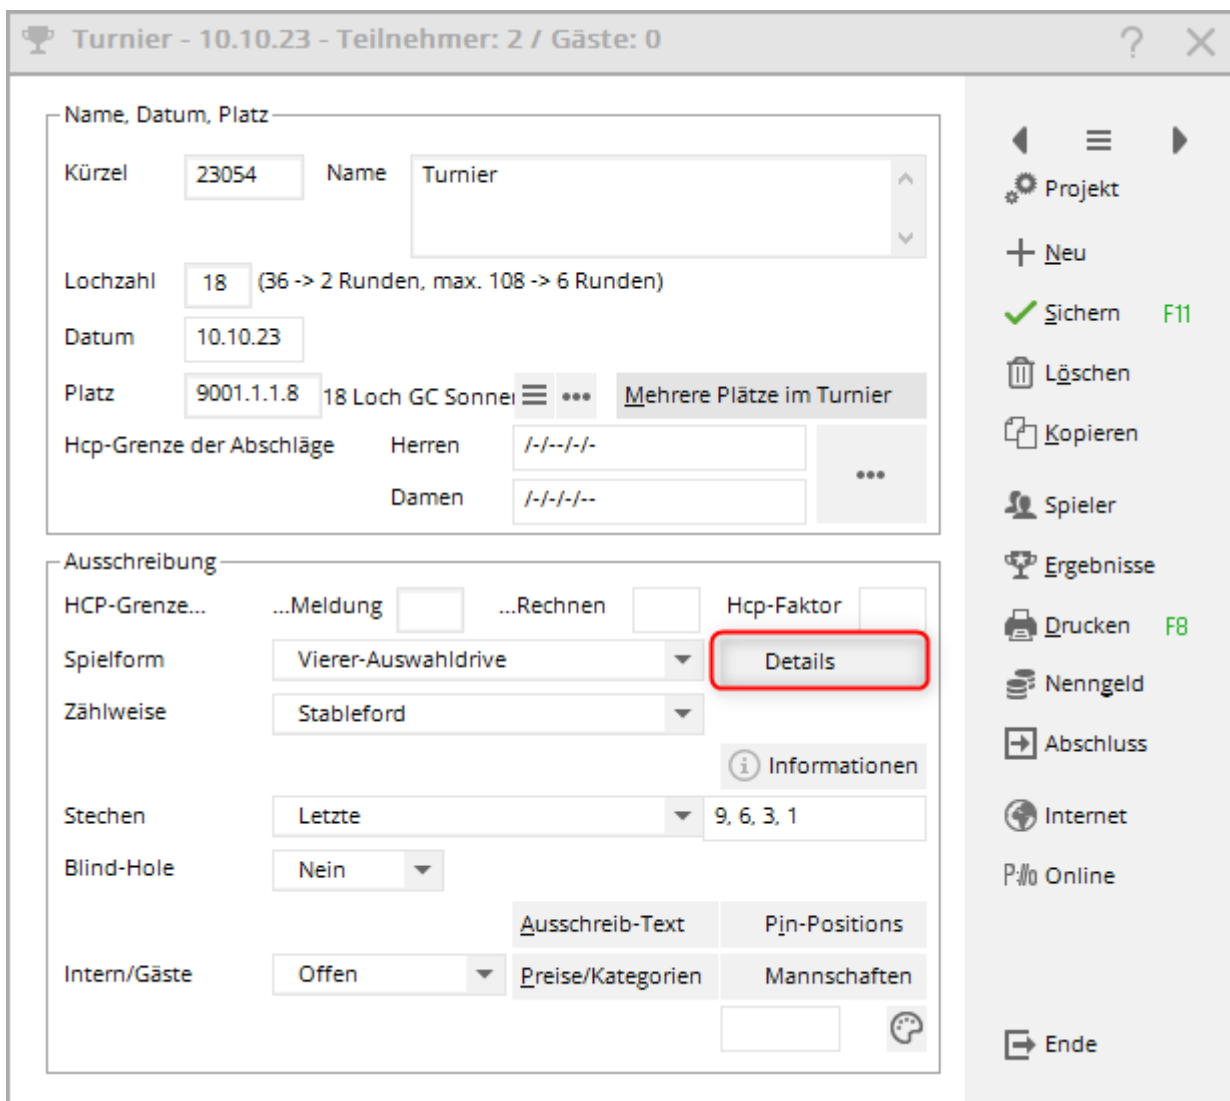 Turnier - 10.10.23 - Teilnehmer: 2 / Gäste: 0 ?
Name, Datum, Platz
Kürzel 23054 Name Turnier
Lochzahl 18 (36 -> 2 Runden, max. 108 -> 6 Runden)
Datum 10.10.23
Platz 9001.1.1.8 18 Loch GC Sonner Mehrere Plätze im Turnier
Hcp-Grenze der Abschläge Herren /-/--/-/-
Damen /-/-/-/--
Ausschreibung
HCP-Grenze... ...Meldung ...Rechnen Hcp-Faktor
Spielform Vierer-Auswahldrive Details
Zählweise Stableford
Informationen
Stechen Letzte 9, 6, 3, 1
Blind-Hole Nein
Ausschreib-Text Pin-Positions
Intern/Gäste Offen Preise/Kategorien Mannschaften
Projekt
Neu
Sichern F11
Löschen
Kopieren
Spieler
Ergebnisse
Drucken F8
Nenngeld
Abschluss
Internet
P:// Online
Ende